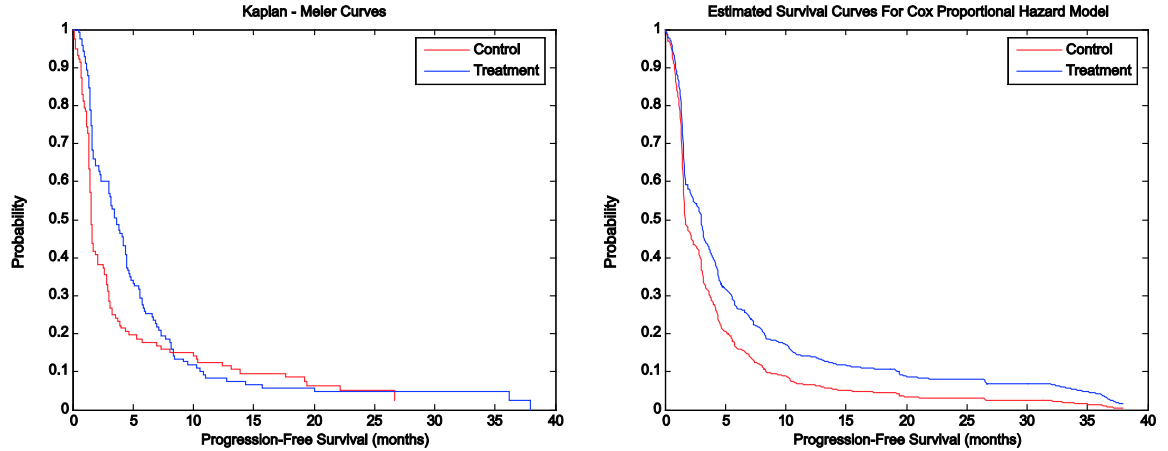 Kaplan - Meler Curves
1
0.9
0.8
0.7
0.6
0.5
0.4
0.3
0.2
0.1
0
Probability
Control
Treatment
0 5 10 15 20 25 30 35 40
Progression-Free Survival (months)
Estimated Survival Curves For Cox Proportional Hazard Model
1
0.9
0.8
0.7
0.6
0.5
0.4
0.3
0.2
0.1
0
Probability
Control
Treatment
0 5 10 15 20 25 30 35 40
Progression-Free Survival (months)